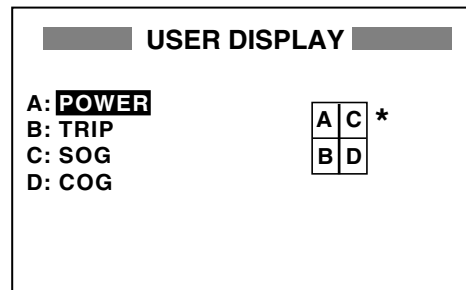 USER DISPLAY
A: POWER
B: TRIP
C: SOG
D: COG
A C *
B D